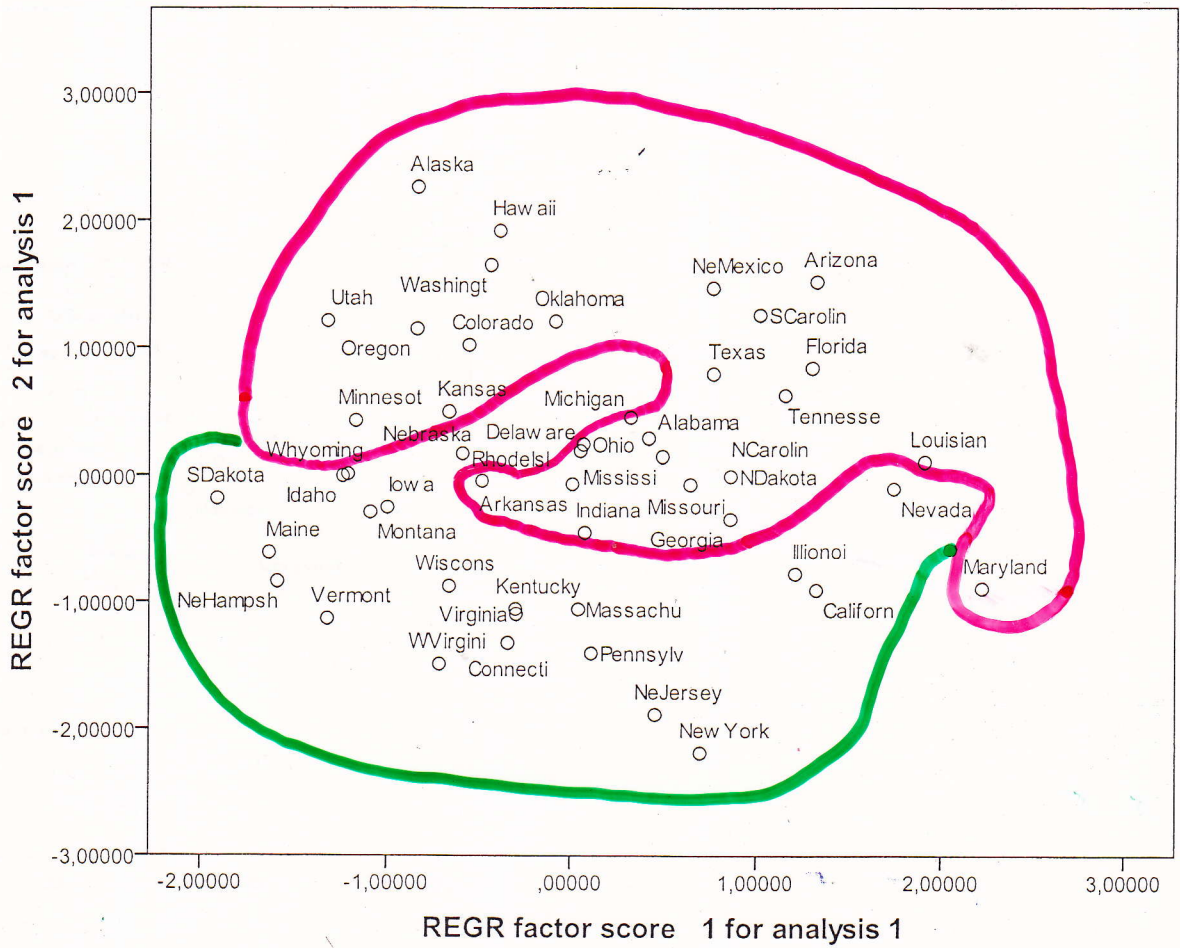 3,00000
Alaska
2,00000
Haw aii
Washingt
NeMexico
Arizona
Utah
Oklahoma
Colorado
SCarolin
1,00000
Oregon
Texas
Florida
Minnesot
Kansas
Michigan
Tennesse
Nebraska
Delaw are
Ohio
Alabama
NCarolin
Louisian
Whyoming
RhodeIsl
,00000
SDakota
Idaho
Iow a
Arkansas
Mississi
Missouri
NDakota
Nevada
Maine
Montana
Indiana
Georgia
Wiscons
Illionoi
Maryland
-1,00000
NeHampsh
Vermont
Kentucky
Virginia
Massachu
Californ
WVirgini
Connecti
Pennsylv
NeJersey
-2,00000
New York
-3,00000
-2,00000 -1,00000 ,00000 1,00000 2,00000 3,00000
REGR factor score 1 for analysis 1
REGR factor score 2 for analysis 1